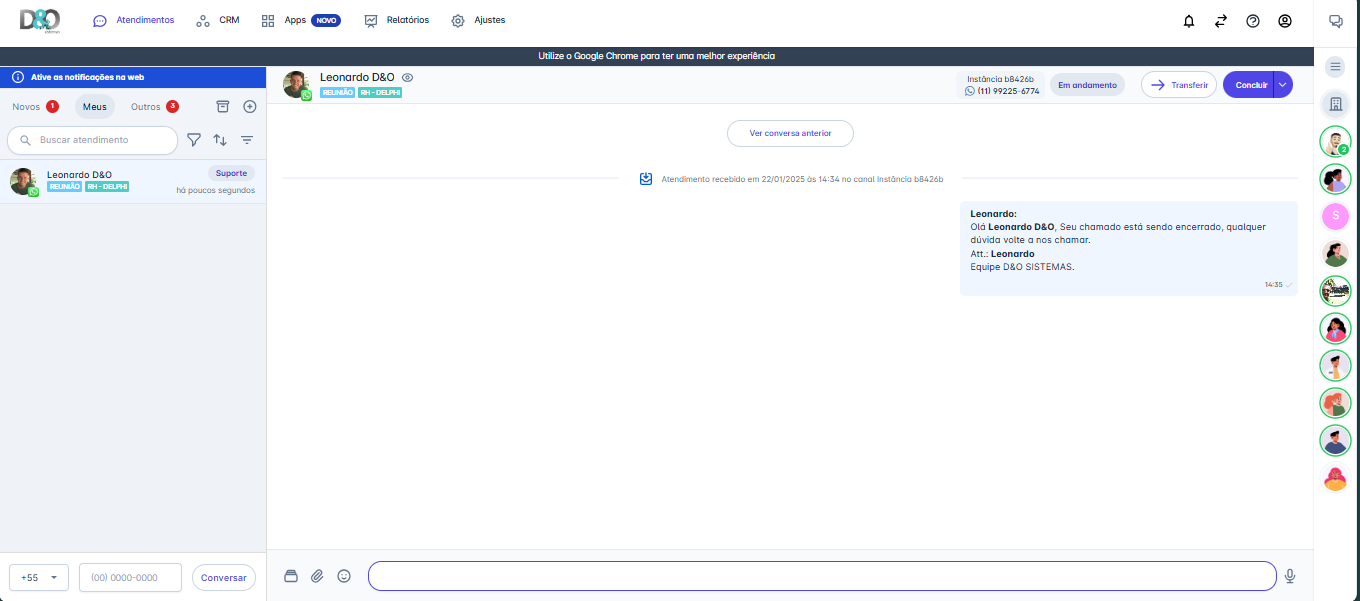 D&O
sistemas
Atendimentos
CRM
Apps NOVO
Relatórios
Ajustes
Utilize o Google Chrome para ter uma melhor experiência
Ative as notificações na web
Novos 1
Meus
Outros 3
Buscar atendimento
Leonardo D&O
REUNIÃO RH - DELPHI
Suporte
há poucos segundos
Leonardo D&O
REUNIÃO RH - DELPHI
Instância b8426b
(11) 99225-6774
Em andamento
Transferir
Concluir
Ver conversa anterior
Atendimento recebido em 22/01/2025 às 14:34 no canal Instância b8426b
Leonardo:
Olá Leonardo D&O, Seu chamado está sendo encerrado, qualquer
dúvida volte a nos chamar.
Att.: Leonardo
Equipe D&O SISTEMAS.
14:35
2
S
+55
(00) 0000-0000
Conversar